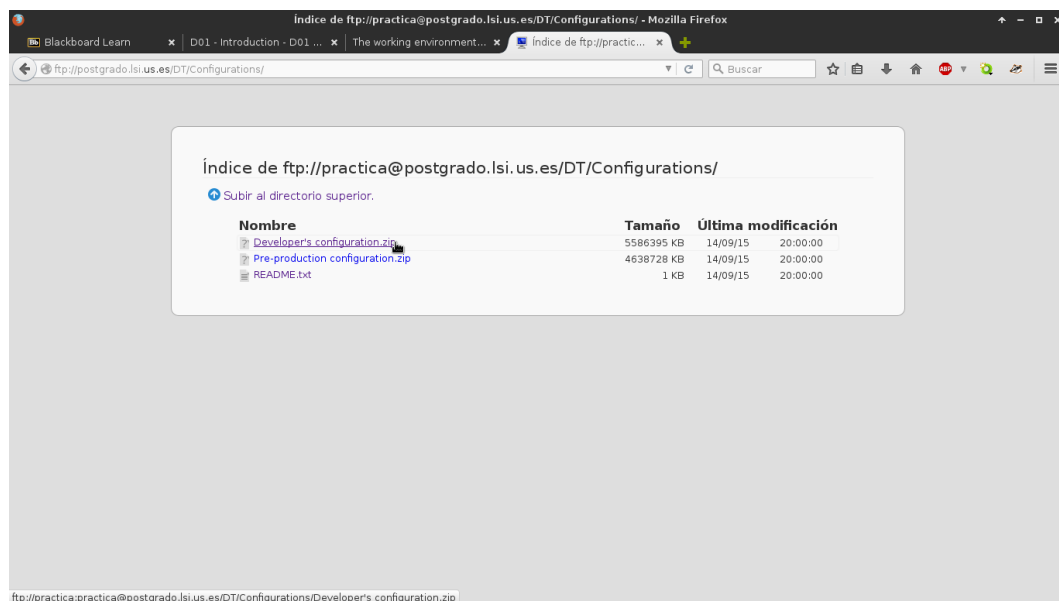 Índice de ftp://practica@postgrado.lsi.us.es/DT/Configurations/ - Mozilla Firefox
Blackboard Learn
D01 - Introduction - D01 ...
The working environment...
Índice de ftp://practic...
ftp://postgrado.lsi.us.es/DT/Configurations/
Buscar
ABP
Índice de ftp://practica@postgrado.lsi.us.es/DT/Configurations/
Subir al directorio superior.
Nombre Tamaño Última modificación
Developer's configuration.zip 5586395 KB 14/09/15 20:00:00
Pre-production configuration.zip 4638728 KB 14/09/15 20:00:00
README.txt 1 KB 14/09/15 20:00:00
ftp://practica:practica@postgrado.lsi.us.es/DT/Configurations/Developer's configuration.zip